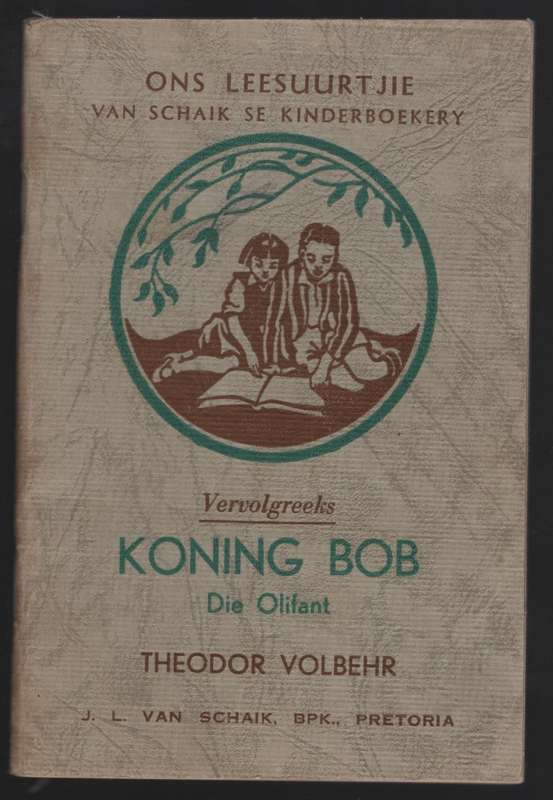 ONS LEESUURTJIE
VAN SCHAIK SE KINDERBOEKERY
Vervolgreeks
KONING BOB
Die Olifant
THEODOR VOLBEHR
J. L. VAN SCHAIK, BPK., PRETORIA